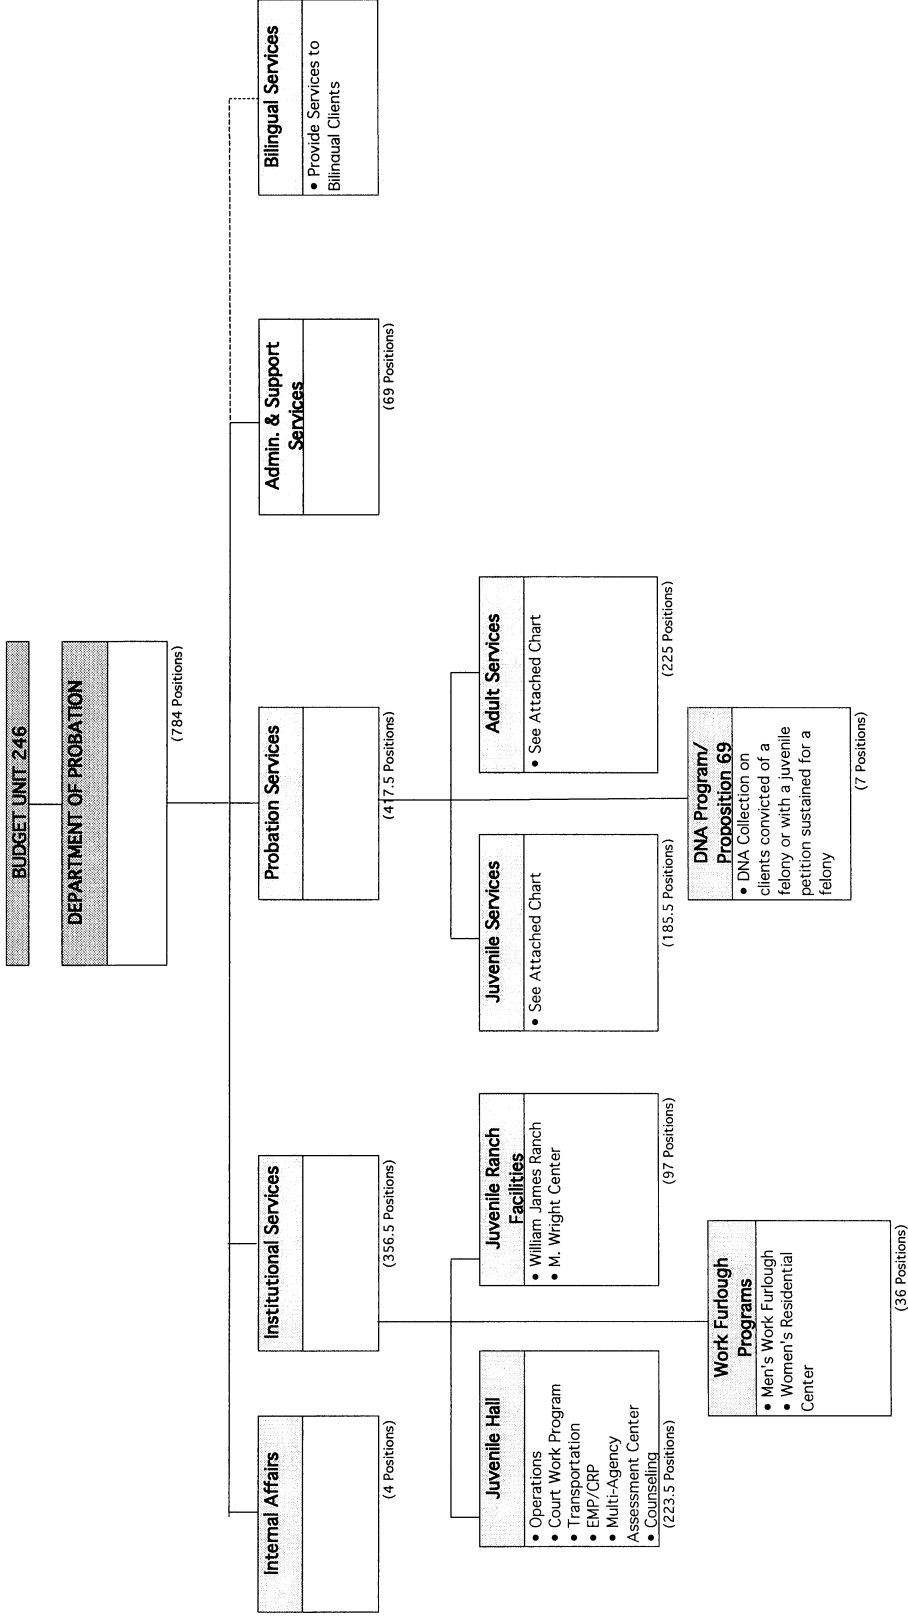 BUDGET UNIT 246
DEPARTMENT OF PROBATION
(784 Positions)
Internal Affairs
(4 Positions)
Institutional Services
(356.5 Positions)
Probation Services
(417.5 Positions)
Admin. & Support
Services
(69 Positions)
Bilingual Services
• Provide Services to
Bilingual Clients
Juvenile Hall
• Operations
• Court Work Program
• Transportation
• EMP/CRP
• Multi-Agency
Assessment Center
• Counseling
(223.5 Positions)
Juvenile Ranch
Facilities
• William James Ranch
• M. Wright Center
(97 Positions)
Work Furlough
Programs
• Men's Work Furlough
• Women's Residential
Center
(36 Positions)
Juvenile Services
• See Attached Chart
(185.5 Positions)
Adult Services
• See Attached Chart
(225 Positions)
DNA Program/
Proposition 69
• DNA Collection on
clients convicted of a
felony or with a juvenile
petition sustained for a
felony
(7 Positions)